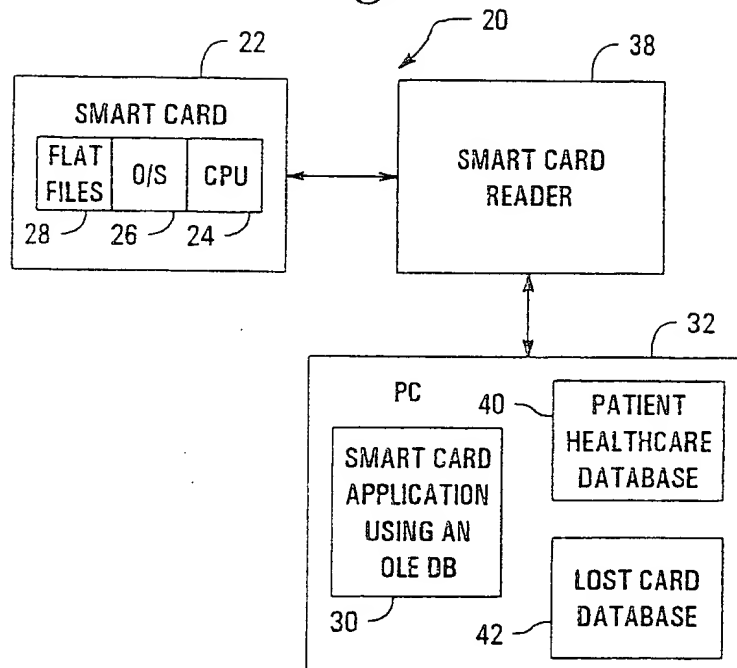 20
22
38
SMART CARD
FLAT
FILES
O/S
CPU
28
26
24
SMART CARD
READER
32
PC
40
PATIENT
HEALTHCARE
DATABASE
SMART CARD
APPLICATION
USING AN
OLE DB
30
LOST CARD
DATABASE
42